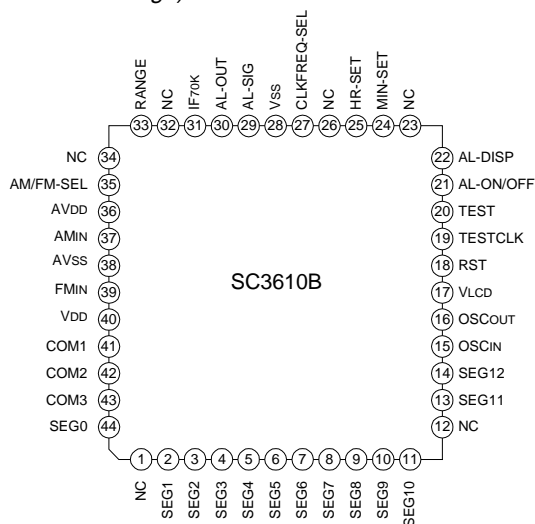 RANGE
NC
IF70K
AL-OUT
AL-SIG
VSS
CLKFREQ-SEL
NC
HR-SET
MIN-SET
NC
33 32 31 30 29 28 27 26 25 24 23
NC 34
AM/FM-SEL 35
AVDD 36
AMIN 37
AVSS 38
FMIN 39
VDD 40
COM1 41
COM2 42
COM3 43
SEG0 44
SC3610B
22 AL-DISP
21 AL-ON/OFF
20 TEST
19 TESTCLK
18 RST
17 VLCD
16 OSCOUT
15 OSCIN
14 SEG12
13 SEG11
12 NC
1 2 3 4 5 6 7 8 9 10 11
NC
SEG1
SEG2
SEG3
SEG4
SEG5
SEG6
SEG7
SEG8
SEG9
SEG10